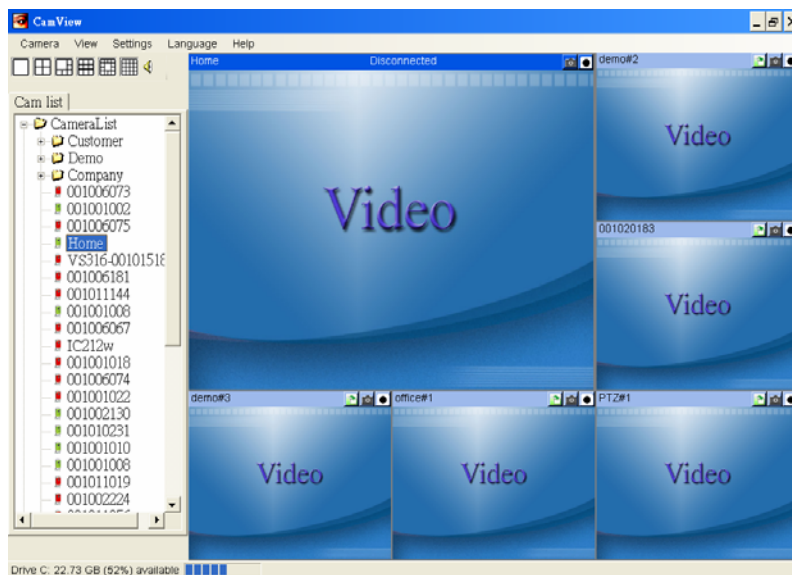 CamView
Camera View Settings Language Help
Home Disconnected
demo#2
Cam list
CameraList
Customer
Demo
Company
001006073
001001002
001006075
Home
VS316-00101518
001006181
001011144
001001008
001006067
IC212w
001001018
001006074
001001022
001002130
001010231
001001010
001001008
001011019
001002224
Video
Video
001020183
Video
demo#3
office#1
PTZ#1
Video
Video
Video
Drive C: 22.73 GB (52%) available